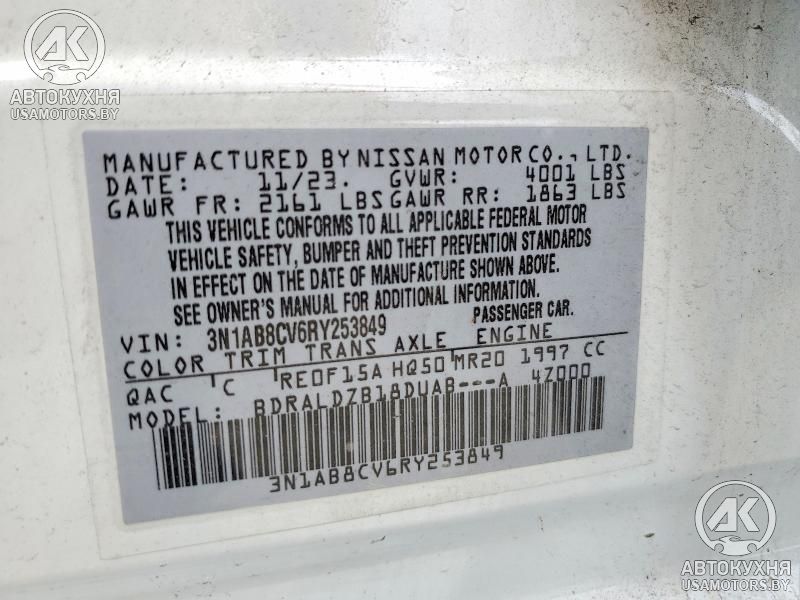 AK
АВТОКУХНЯ
USAMOTORS.BY
MANUFACTURED BY NISSAN MOTOR CO., LTD.
DATE: 11/23. GVWR: 4001 LBS
GAWR FR: 2161 LBS GAWR RR: 1863 LBS
THIS VEHICLE CONFORMS TO ALL APPLICABLE FEDERAL MOTOR
VEHICLE SAFETY, BUMPER AND THEFT PREVENTION STANDARDS
IN EFFECT ON THE DATE OF MANUFACTURE SHOWN ABOVE.
SEE OWNER'S MANUAL FOR ADDITIONAL INFORMATION.
VIN: 3N1AB8CV6RY253849 PASSENGER CAR.
COLOR TRIM TRANS AXLE ENGINE
QAC C RE0F15A HQ50 MR20 1997 CC
MODEL: BDRALDZB18DUAB---A 4Z000
3N1AB8CV6RY253849
AK
АВТОКУХНЯ
USAMOTORS.BY